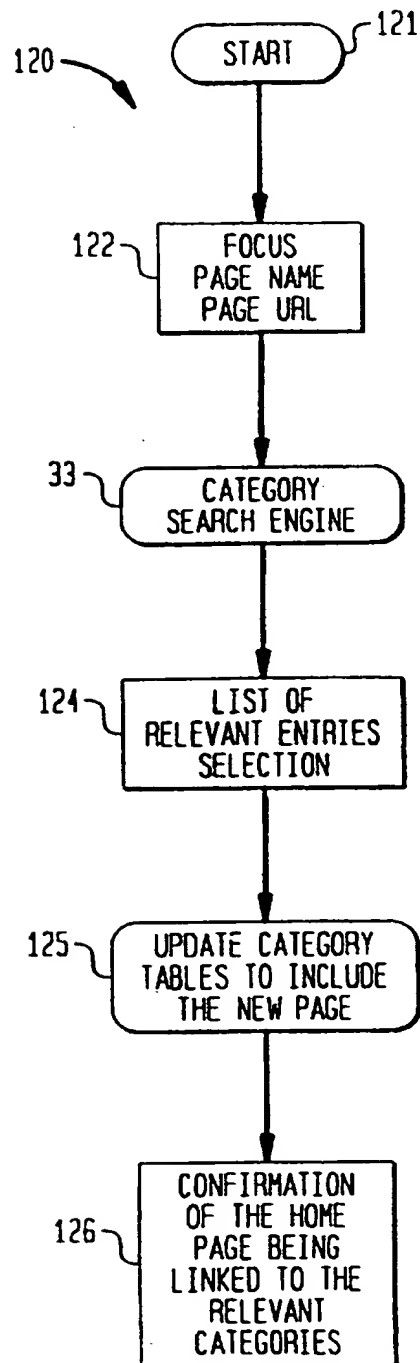 121
START
120
122
FOCUS
PAGE NAME
PAGE URL
33
CATEGORY
SEARCH ENGINE
124
LIST OF
RELEVANT ENTRIES
SELECTION
125
UPDATE CATEGORY
TABLES TO INCLUDE
THE NEW PAGE
126
CONFIRMATION
OF THE HOME
PAGE BEING
LINKED TO THE
RELEVANT
CATEGORIES